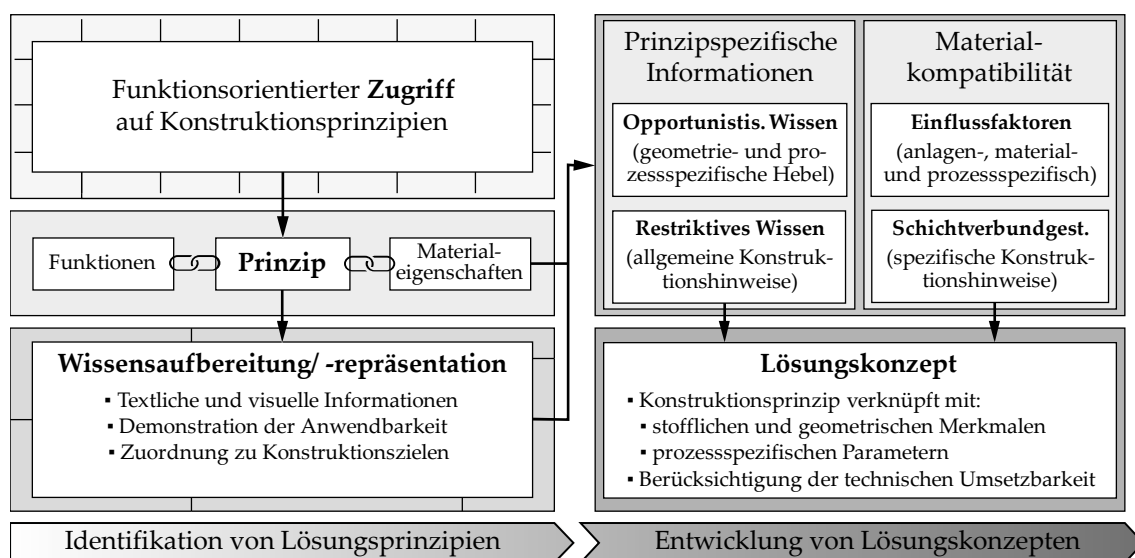 Funktionsorientierter Zugriff
auf Konstruktionsprinzipien
Funktionen
Prinzip
Material-
eigenschaften
Wissensaufbereitung/ -repräsentation
▪ Textliche und visuelle Informationen
▪ Demonstration der Anwendbarkeit
▪ Zuordnung zu Konstruktionszielen
Identifikation von Lösungsprinzipien
Prinzipspezifische
Informationen
Opportunistis. Wissen
(geometrie- und pro-
zessspezifische Hebel)
Restriktives Wissen
(allgemeine Konstruk-
tionshinweise)
Material-
kompatibilität
Einflussfaktoren
(anlagen-, material-
und prozessspezifisch)
Schichtverbundgest.
(spezifische Konstruk-
tionshinweise)
Lösungskonzept
▪ Konstruktionsprinzip verknüpft mit:
▪ stofflichen und geometrischen Merkmalen
▪ prozessspezifischen Parametern
▪ Berücksichtigung der technischen Umsetzbarkeit
Entwicklung von Lösungskonzepten